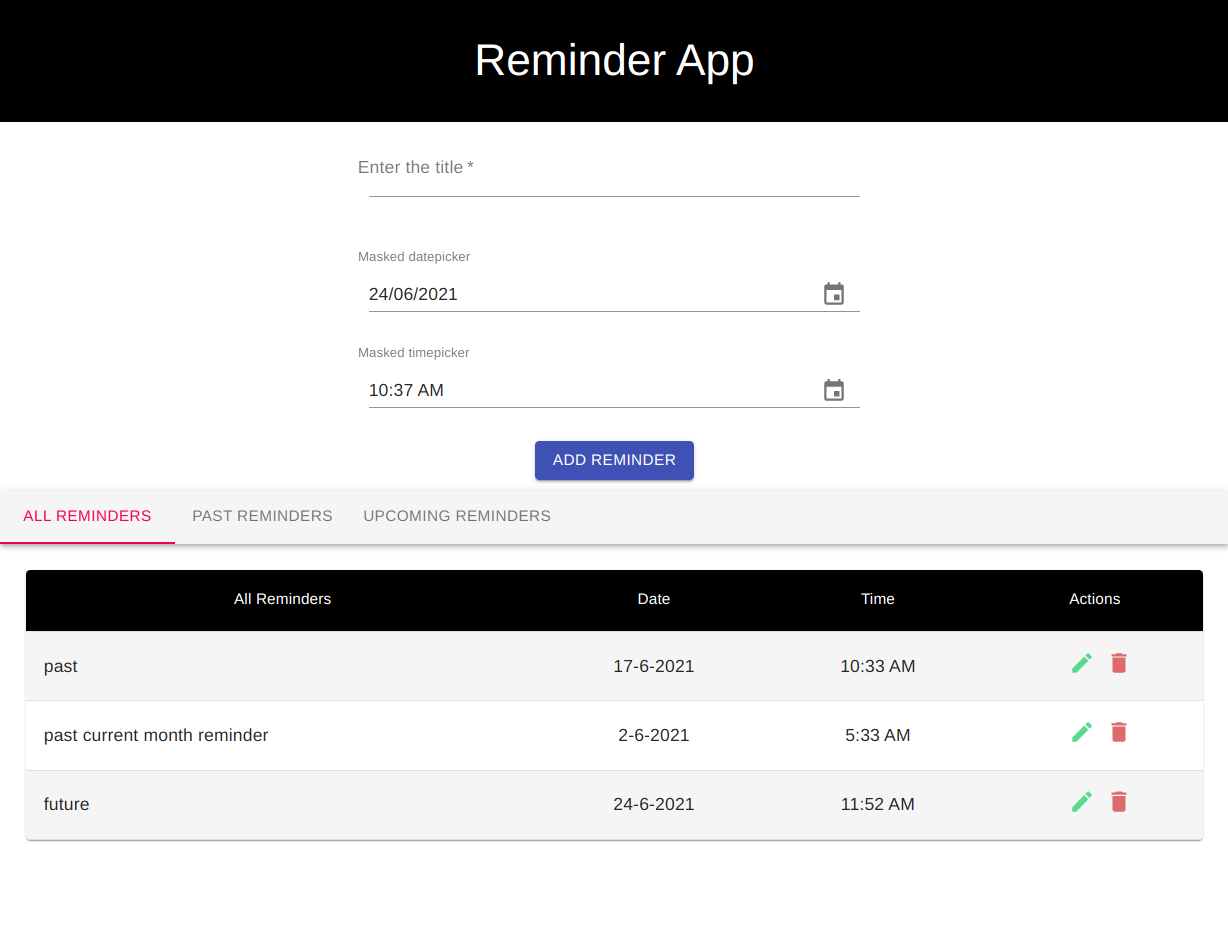 Reminder App
Enter the title *
Masked datepicker
24/06/2021
Masked timepicker
10:37 AM
ADD REMINDER
ALL REMINDERS PAST REMINDERS UPCOMING REMINDERS
All Reminders Date Time Actions
past 17-6-2021 10:33 AM
past current month reminder 2-6-2021 5:33 AM
future 24-6-2021 11:52 AM